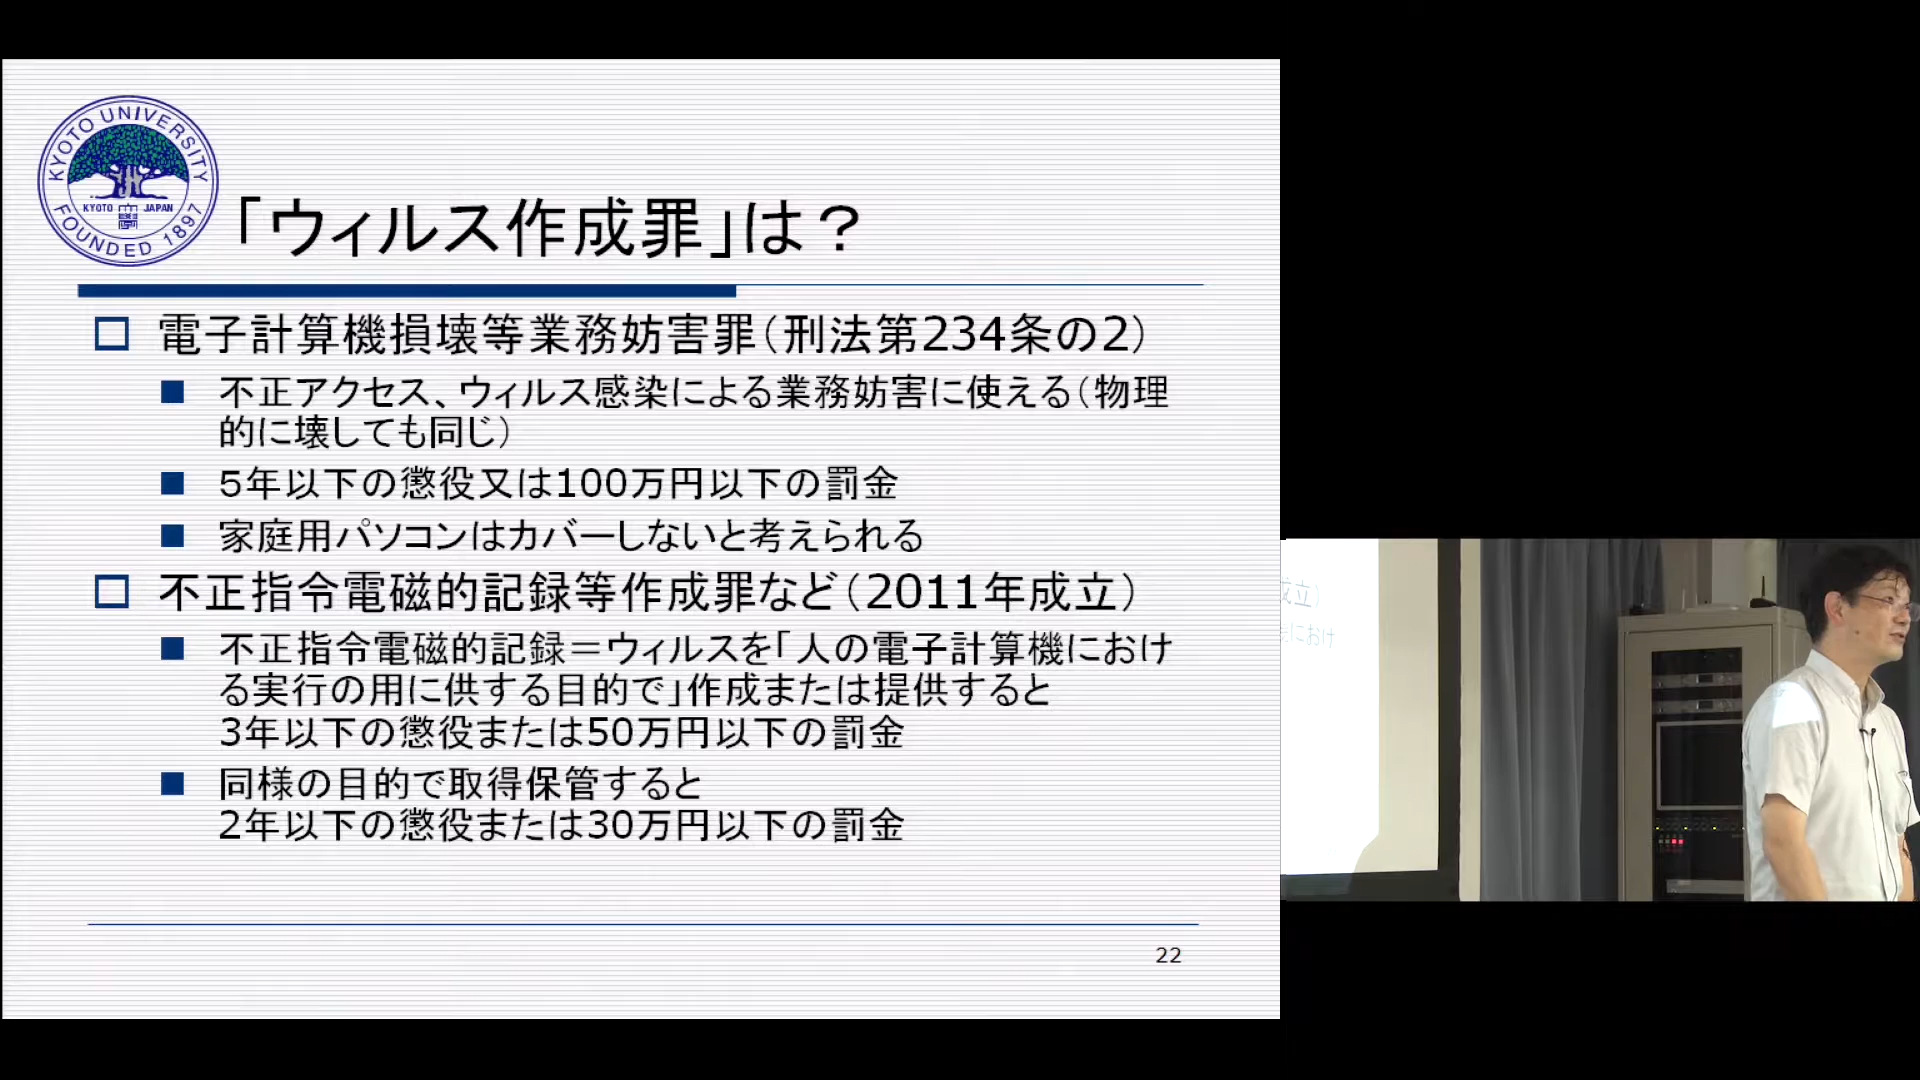 KYOTO UNIVERSITY
KYOTO JAPAN
FOUNDED 1897
「ウィルス作成罪」は？
電子計算機損壊等業務妨害罪（刑法第234条の2）
不正アクセス、ウィルス感染による業務妨害に使える（物理
的に壊しても同じ）
5年以下の懲役又は100万円以下の罰金
家庭用パソコンはカバーしないと考えられる
不正指令電磁的記録等作成罪など（2011年成立）
不正指令電磁的記録＝ウィルスを「人の電子計算機におけ
る実行の用に供する目的で」作成または提供すると
3年以下の懲役または50万円以下の罰金
同様の目的で取得保管すると
2年以下の懲役または30万円以下の罰金
22
成立）
におけ